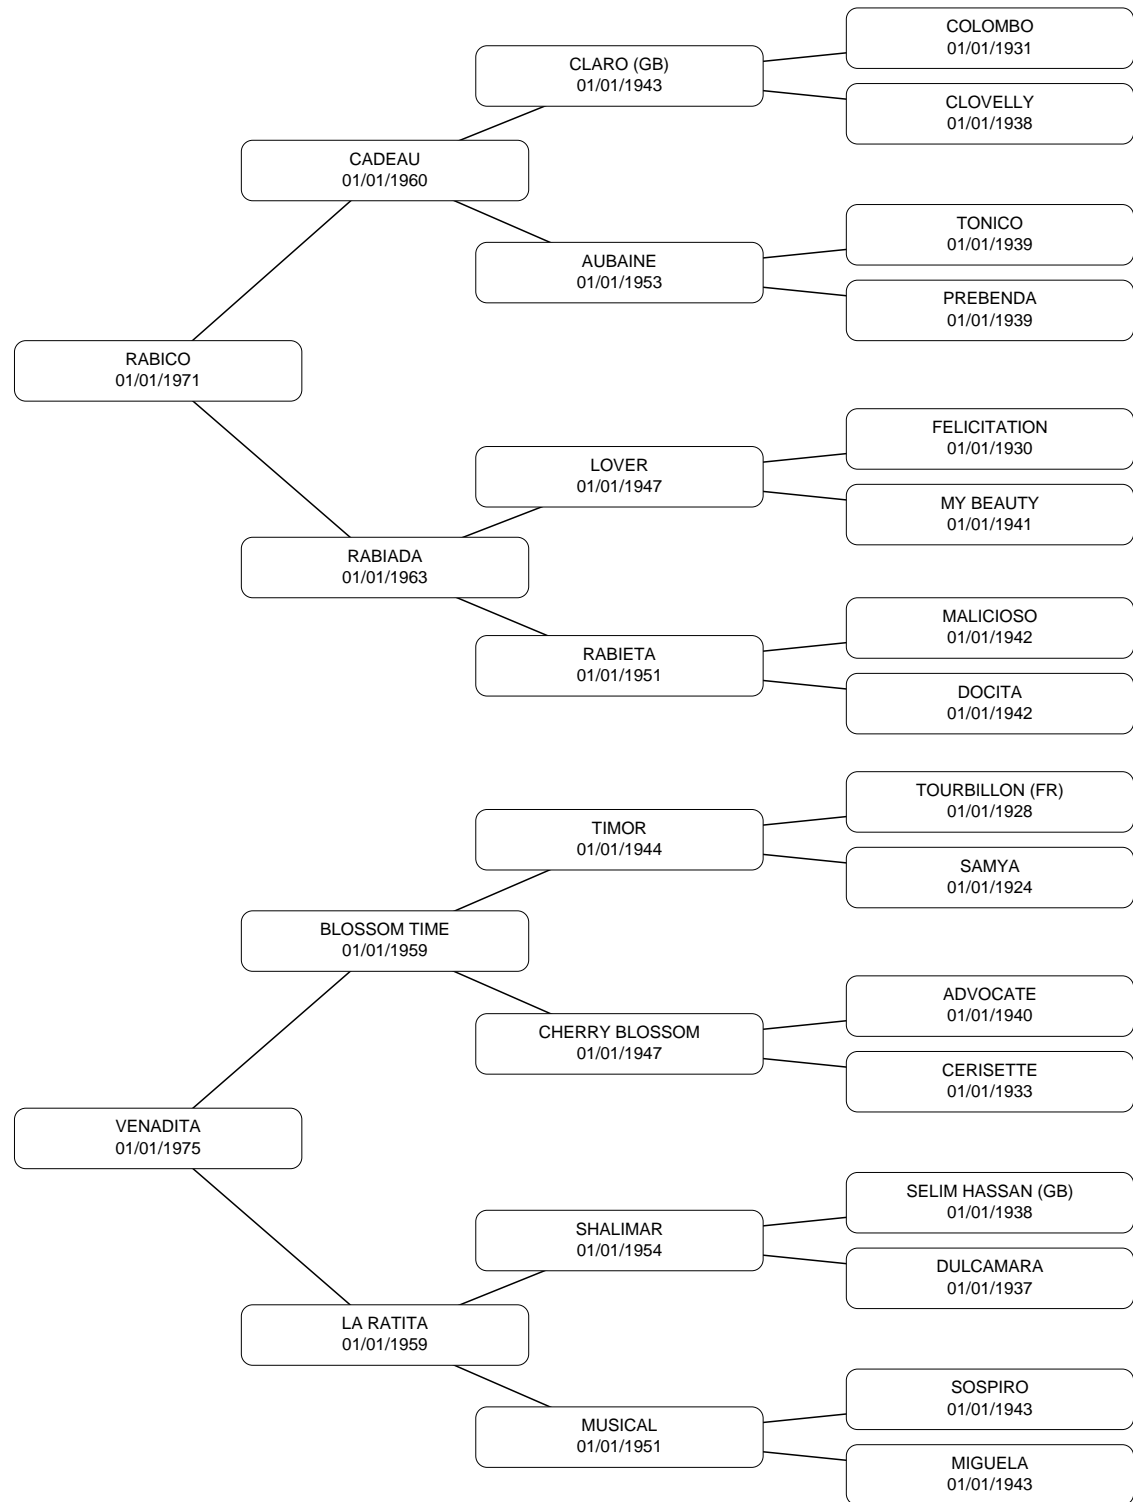 COLOMBO
01/01/1931
CLARO (GB)
01/01/1943
CLOVELLY
01/01/1938
CADEAU
01/01/1960
TONICO
01/01/1939
AUBAINE
01/01/1953
PREBENDA
01/01/1939
RABICO
01/01/1971
FELICITATION
01/01/1930
LOVER
01/01/1947
MY BEAUTY
01/01/1941
RABIADA
01/01/1963
MALICIOSO
01/01/1942
RABIETA
01/01/1951
DOCITA
01/01/1942
TOURBILLON (FR)
01/01/1928
TIMOR
01/01/1944
SAMYA
01/01/1924
BLOSSOM TIME
01/01/1959
ADVOCATE
01/01/1940
CHERRY BLOSSOM
01/01/1947
CERISETTE
01/01/1933
VENADITA
01/01/1975
SELIM HASSAN (GB)
01/01/1938
SHALIMAR
01/01/1954
DULCAMARA
01/01/1937
LA RATITA
01/01/1959
SOSPIRO
01/01/1943
MUSICAL
01/01/1951
MIGUELA
01/01/1943